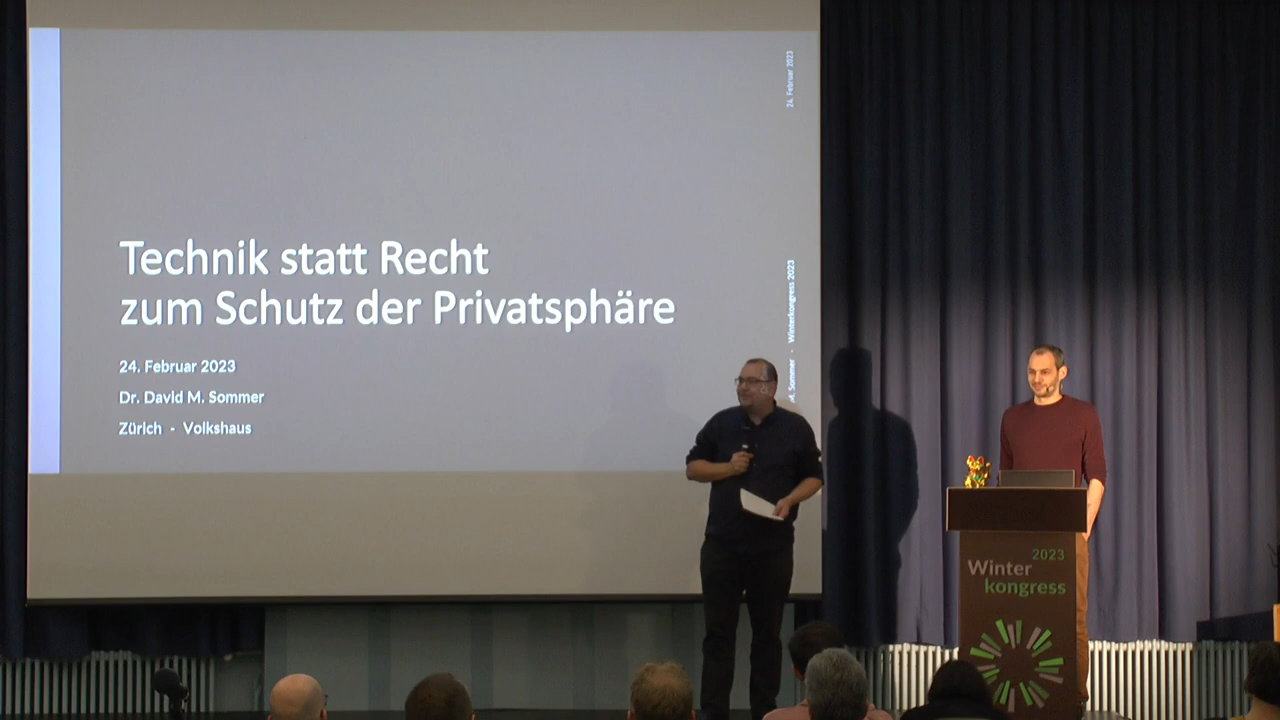 Technik statt Recht
zum Schutz der Privatsphäre
24. Februar 2023
Dr. David M. Sommer
Zürich - Volkshaus
24. Februar 2023
M. Sommer - Winterkongress 2023
2023
Winter
kongress